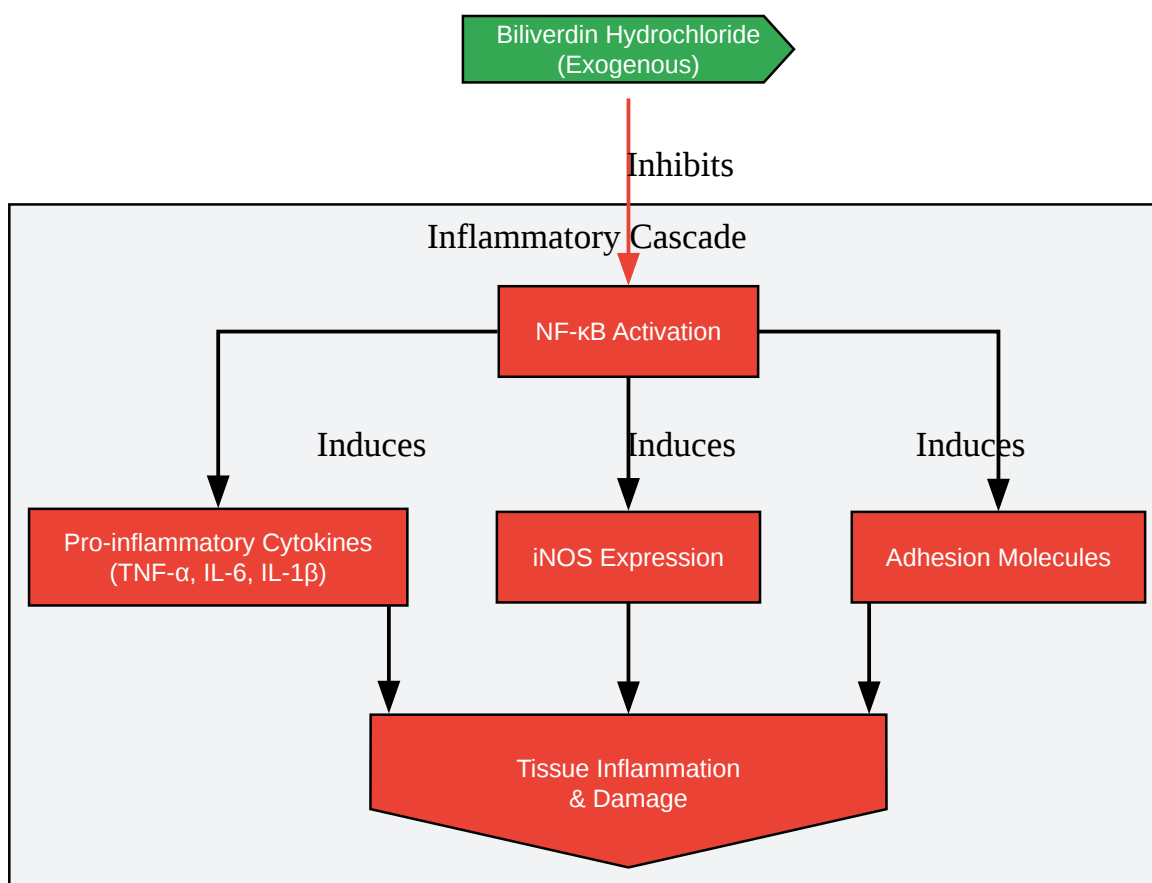 Biliverdin Hydrochloride
(Exogenous)
Inhibits
Inflammatory Cascade
NF-κB Activation
Induces
Induces
Induces
Pro-inflammatory Cytokines
(TNF-α, IL-6, IL-1β)
iNOS Expression
Adhesion Molecules
Tissue Inflammation
& Damage